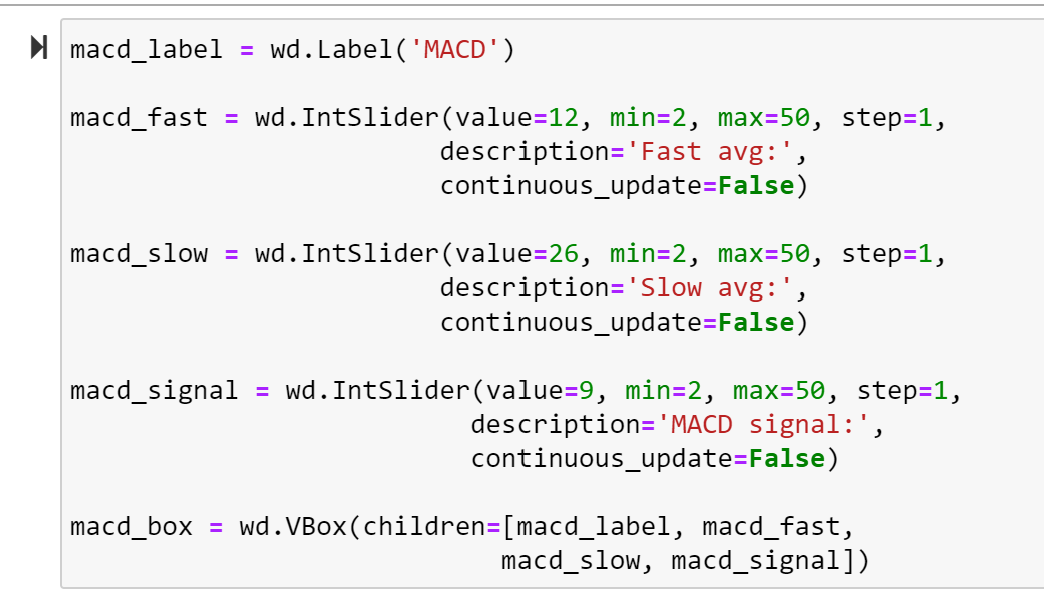 macd_label = wd.Label('MACD')
macd_fast = wd.IntSlider(value=12, min=2, max=50, step=1,
description='Fast avg:',
continuous_update=False)
macd_slow = wd.IntSlider(value=26, min=2, max=50, step=1,
description='Slow avg:',
continuous_update=False)
macd_signal = wd.IntSlider(value=9, min=2, max=50, step=1,
description='MACD signal:',
continuous_update=False)
macd_box = wd.VBox(children=[macd_label, macd_fast,
macd_slow, macd_signal])